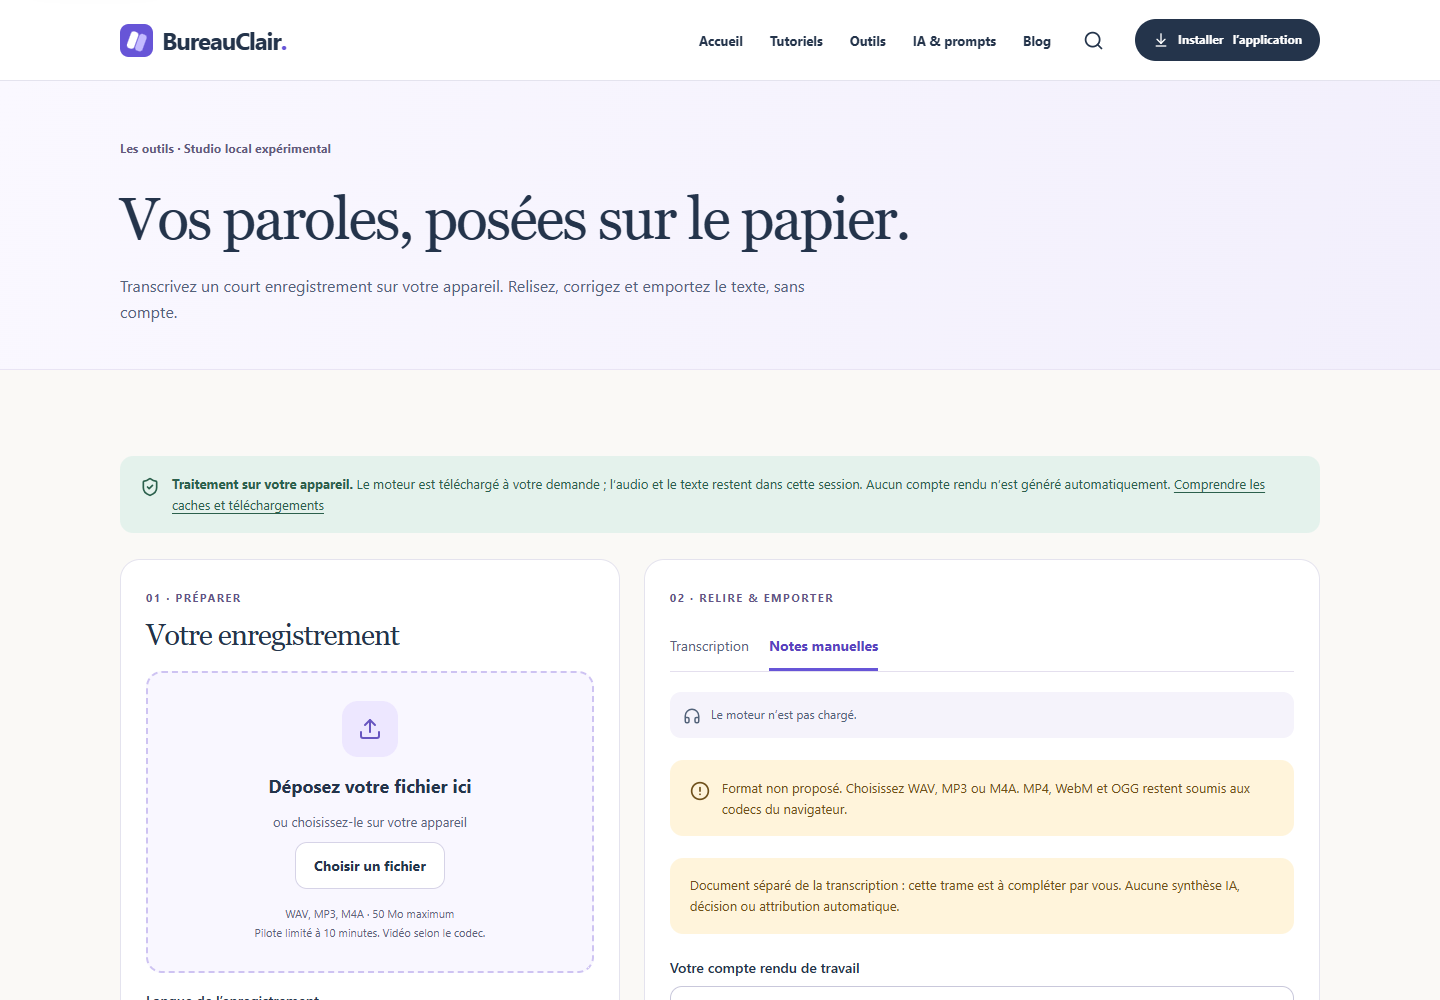 BureauClair.
Accueil
Tutoriels
Outils
IA & prompts
Blog
Installer l’application
Les outils · Studio local expérimental
Vos paroles, posées sur le papier.
Transcrivez un court enregistrement sur votre appareil. Relisez, corrigez et emportez le texte, sans
compte.
Traitement sur votre appareil. Le moteur est téléchargé à votre demande ; l’audio et le texte restent dans cette session. Aucun compte rendu n’est généré automatiquement. Comprendre les
caches et téléchargements
01 · PRÉPARER
Votre enregistrement
Déposez votre fichier ici
ou choisissez-le sur votre appareil
Choisir un fichier
WAV, MP3, M4A · 50 Mo maximum
Pilote limité à 10 minutes. Vidéo selon le codec.
Langue de l’enregistrement
02 · RELIRE & EMPORTER
Transcription
Notes manuelles
Le moteur n’est pas chargé.
Format non proposé. Choisissez WAV, MP3 ou M4A. MP4, WebM et OGG restent soumis aux
codecs du navigateur.
Document séparé de la transcription : cette trame est à compléter par vous. Aucune synthèse IA,
décision ou attribution automatique.
Votre compte rendu de travail